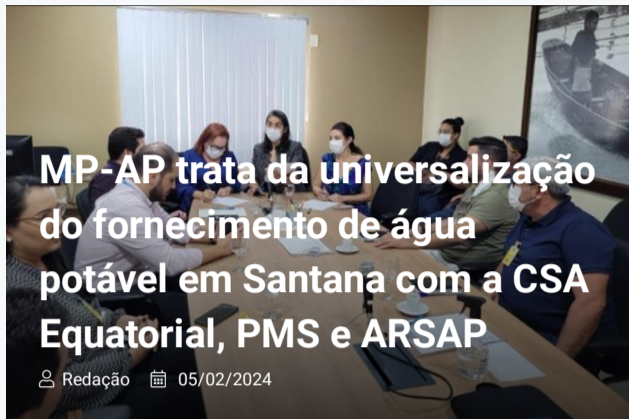 MP-AP trata da universalização
do fornecimento de água
potável em Santana com a CSA
Equatorial, PMS e ARSAP
Redação 05/02/2024